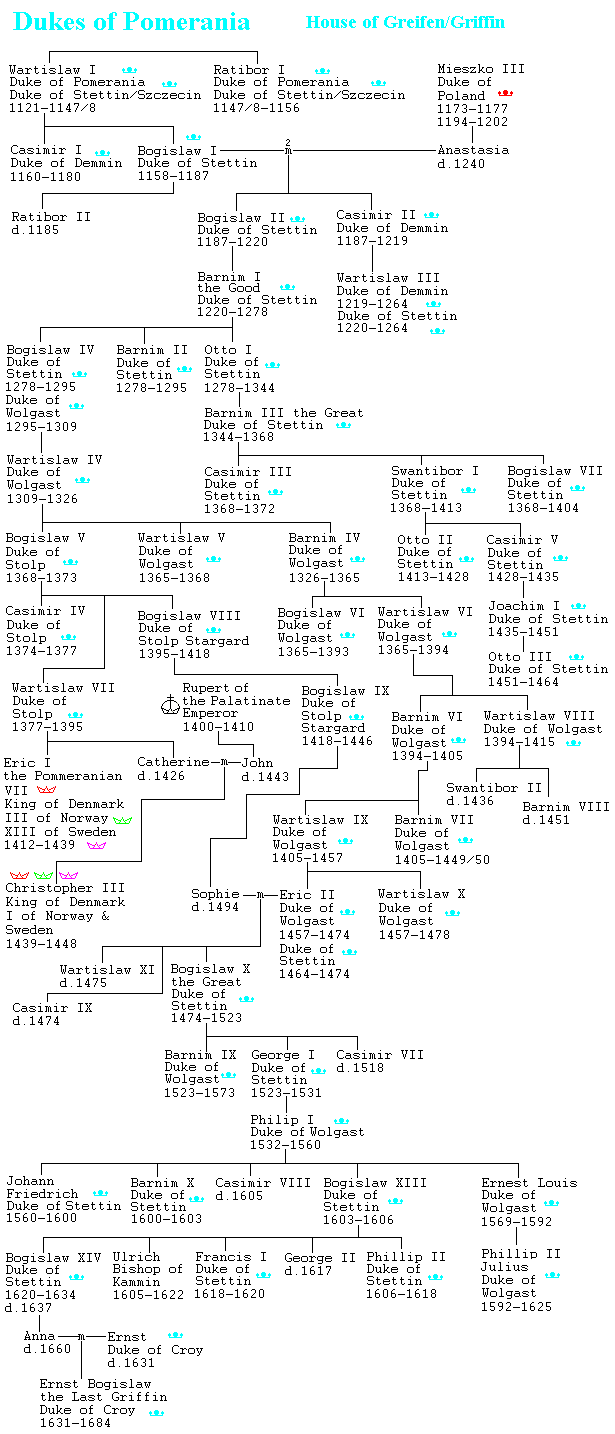 Dukes of Pomerania
House of Greifen/Griffin
Wartislaw I
Duke of Pomerania
Duke of Stettin/Szczecin
1121-1147/8
Ratibor I
Duke of Pomerania
Duke of Stettin/Szczecin
1147/8-1156
Mieszko III
Duke of
Poland
1173-1177
1194-1202
Casimir I
Duke of Demmin
1160-1180
Bogislaw I
Duke of Stettin
1158-1187
2
m
Anastasia
d.1240
Ratibor II
d.1185
Bogislaw II
Duke of Stettin
1187-1220
Casimir II
Duke of Demmin
1187-1219
Barnim I
the Good
Duke of Stettin
1220-1278
Wartislaw III
Duke of Demmin
1219-1264
Duke of Stettin
1220-1264
Bogislaw IV
Duke of
Stettin
1278-1295
Duke of
Wolgast
1295-1309
Barnim II
Duke of
Stettin
1278-1295
Otto I
Duke of
Stettin
1278-1344
Barnim III the Great
Duke of Stettin
1344-1368
Wartislaw IV
Duke of
Wolgast
1309-1326
Casimir III
Duke of
Stettin
1368-1372
Swantibor I
Duke of
Stettin
1368-1413
Bogislaw VII
Duke of
Stettin
1368-1404
Bogislaw V
Duke of
Stolp
1368-1373
Wartislaw V
Duke of
Wolgast
1365-1368
Barnim IV
Duke of
Wolgast
1326-1365
Otto II
Duke of
Stettin
1413-1428
Casimir V
Duke of
Stettin
1428-1435
Casimir IV
Duke of
Stolp
1374-1377
Bogislaw VIII
Duke of
Stolp Stargard
1395-1418
Bogislaw VI
Duke of
Wolgast
1365-1393
Wartislaw VI
Duke of
Wolgast
1365-1394
Joachim I
Duke of Stettin
1435-1451
Otto III
Duke of Stettin
1451-1464
Wartislaw VII
Duke of
Stolp
1377-1395
Rupert of
the Palatinate
Emperor
1400-1410
Bogislaw IX
Duke of
Stolp
Stargard
1418-1446
Barnim VI
Duke of
Wolgast
1394-1405
Wartislaw VIII
Duke of Wolgast
1394-1415
Eric I
the Pommeranian
VII
King of Denmark
III of Norway
XIII of Sweden
1412-1439
Catherine
d.1426
m
John
d.1443
Swantibor II
d.1436
Barnim VIII
d.1451
Wartislaw IX
Duke of
Wolgast
1405-1457
Barnim VII
Duke of
Wolgast
1405-1449/50
Christopher III
King of Denmark
I of Norway &
Sweden
1439-1448
Sophie
d.1494
m
Eric II
Duke of
Wolgast
1457-1474
Duke of
Stettin
1464-1474
Wartislaw X
Duke of
Wolgast
1457-1478
Wartislaw XI
d.1475
Bogislaw X
the Great
Duke of
Stettin
1474-1523
Casimir IX
d.1474
Barnim IX
Duke of
Wolgast
1523-1573
George I
Duke of
Stettin
1523-1531
Casimir VII
d.1518
Philip I
Duke of Wolgast
1532-1560
Johann
Friedrich
Duke of Stettin
1560-1600
Barnim X
Duke of
Stettin
1600-1603
Casimir VIII
d.1605
Bogislaw XIII
Duke of
Stettin
1603-1606
Ernest Louis
Duke of
Wolgast
1569-1592
Bogislaw XIV
Duke of
Stettin
1620-1634
d.1637
Ulrich
Bishop of
Kammin
1605-1622
Francis I
Duke of
Stettin
1618-1620
George II
d.1617
Phillip II
Duke of
Stettin
1606-1618
Phillip II
Julius
Duke of
Wolgast
1592-1625
Anna
d.1660
m
Ernst
Duke of Croy
d.1631
Ernst Bogislaw
the Last Griffin
Duke of Croy
1631-1684